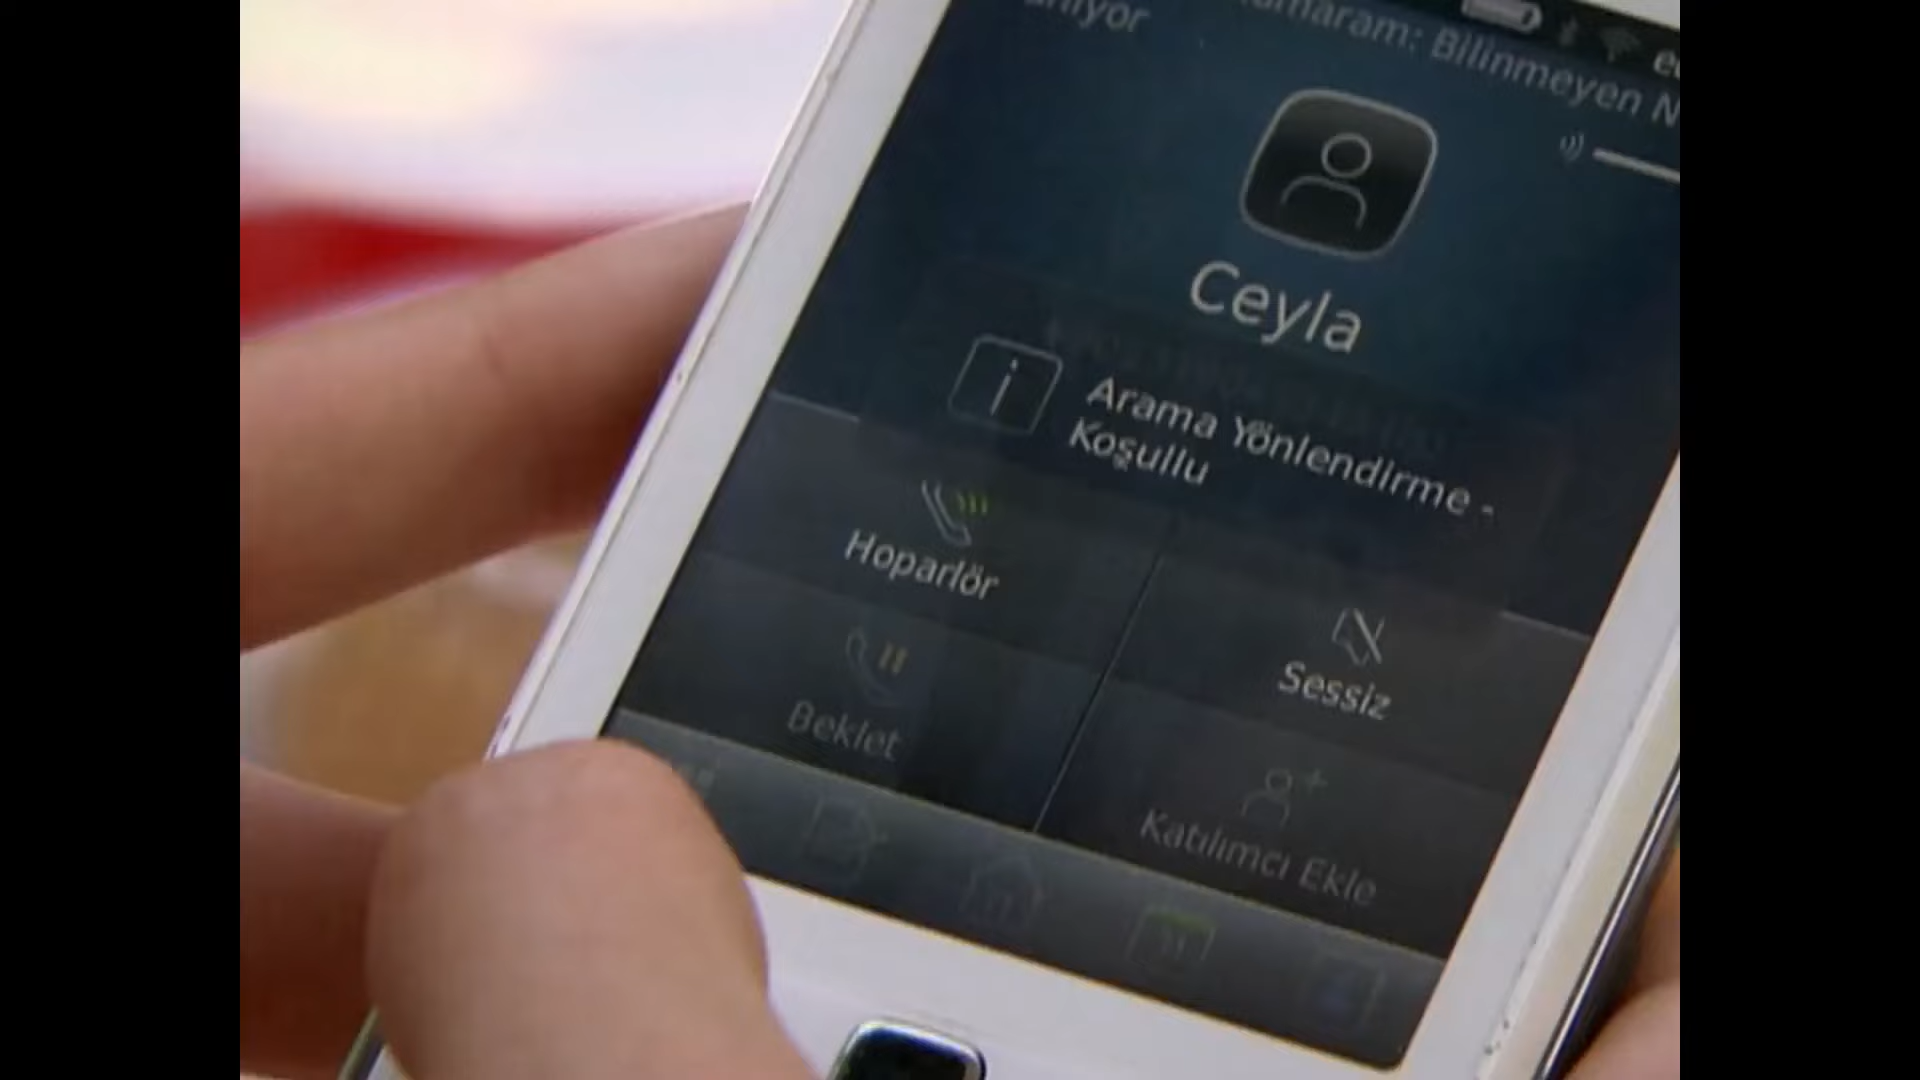 Bilinmeyen
Ceyla
Arama Yönlendirme -
Koşullu
Hoparlör
Sessiz
Beklet
Katılımcı Ekle